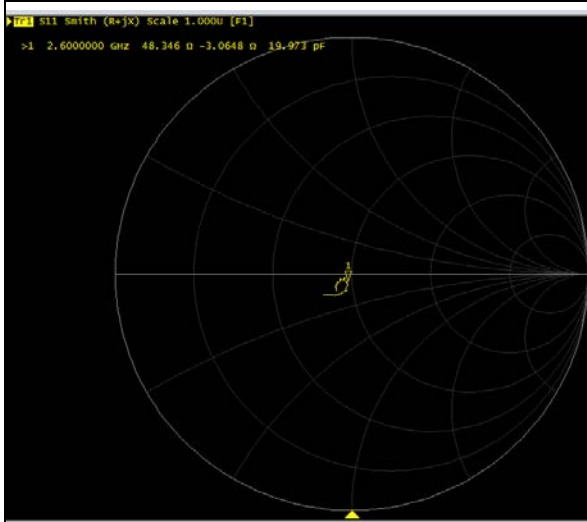 Tr1 S11 Smith (R+jX) Scale 1.000U [F1]
>1 2.6000000 GHz 48.346 Ω -3.0648 Ω 19.973 pF